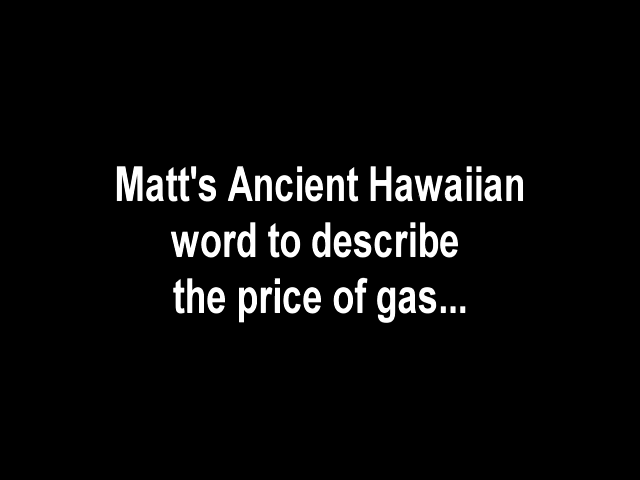 Matt's Ancient Hawaiian
word to describe
the price of gas...